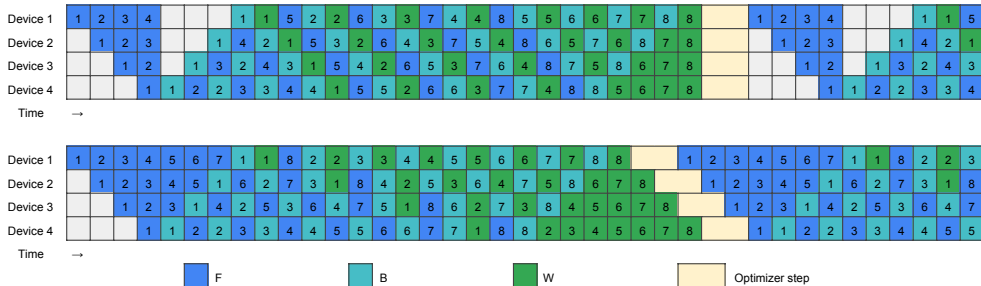 Device 1 1 2 3 4 1 1 5 2 2 6 3 3 7 4 4 8 5 5 6 6 7 7 8 8 1 2 3 4 1 1 5
Device 2 1 2 3 1 4 2 1 5 3 2 6 4 3 7 5 4 8 6 5 7 6 8 7 8 1 2 3 1 4 2 1
Device 3 1 2 1 3 2 4 3 1 5 4 2 6 5 3 7 6 4 8 7 5 8 6 7 8 1 2 1 3 2 4 3
Device 4 1 1 2 2 3 3 4 4 1 5 5 2 6 6 3 7 7 4 8 8 5 6 7 8 1 1 2 2 3 3 4
Time →
Device 1 1 2 3 4 5 6 7 1 1 8 2 2 3 3 4 4 5 5 6 6 7 7 8 8 1 2 3 4 5 6 7 1 1 8 2 2 3
Device 2 1 2 3 4 5 1 6 2 7 3 1 8 4 2 5 3 6 4 7 5 8 6 7 8 1 2 3 4 5 1 6 2 7 3 1 8
Device 3 1 2 3 1 4 2 5 3 6 4 7 5 1 8 6 2 7 3 8 4 5 6 7 8 1 2 3 1 4 2 5 3 6 4 7
Device 4 1 1 2 2 3 3 4 4 5 5 6 6 7 7 1 8 8 2 3 4 5 6 7 8 1 1 2 2 3 3 4 4 5 5
Time →
F B W Optimizer step